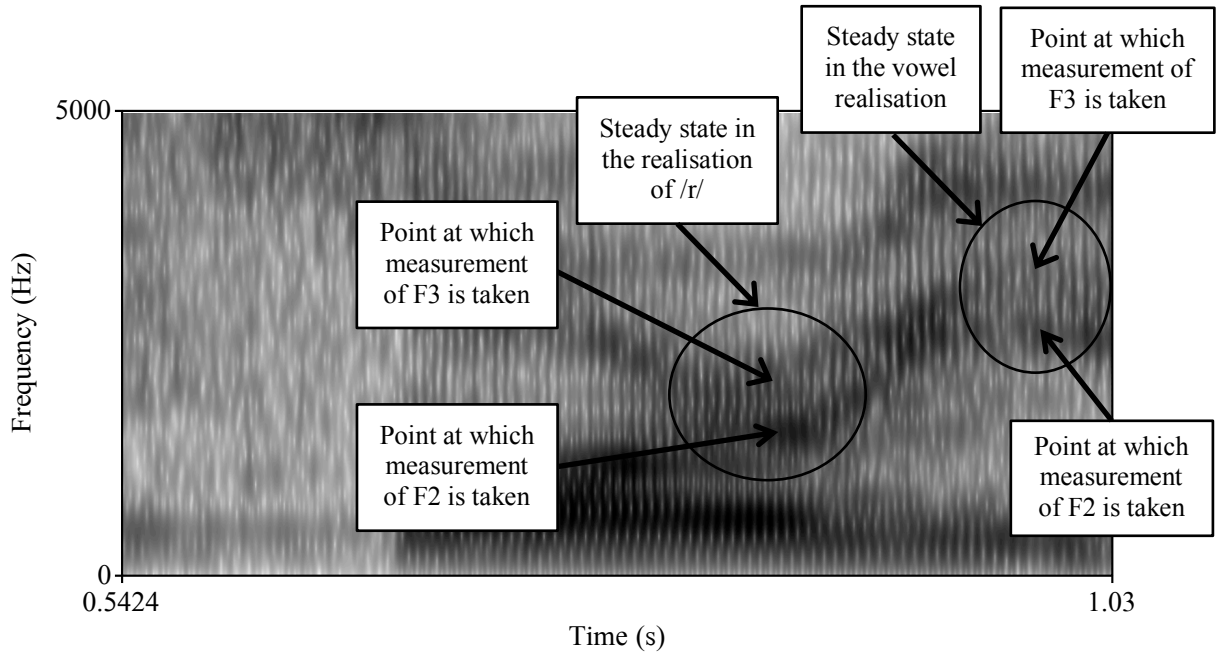 Steady state
in the vowel
realisation
Point at which
measurement of
F3 is taken
Steady state in
the realisation
of /r/
Point at which
measurement
of F3 is taken
Point at which
measurement
of F2 is taken
Point at which
measurement
of F2 is taken
5000
Frequency (Hz)
0
0.5424
1.03
Time (s)